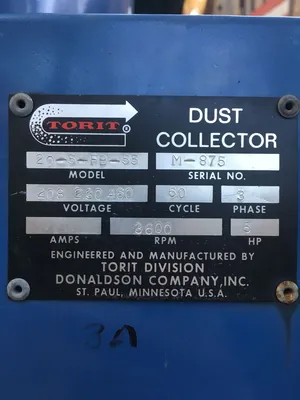 TORIT®
DUST
COLLECTOR
M-875
MODEL
SERIAL NO.
60 3
VOLTAGE
CYCLE
PHASE
5
AMPS
RPM
HP
ENGINEERED AND MANUFACTURED BY
TORIT DIVISION
DONALDSON COMPANY, INC.
ST. PAUL, MINNESOTA U.S.A.
3A